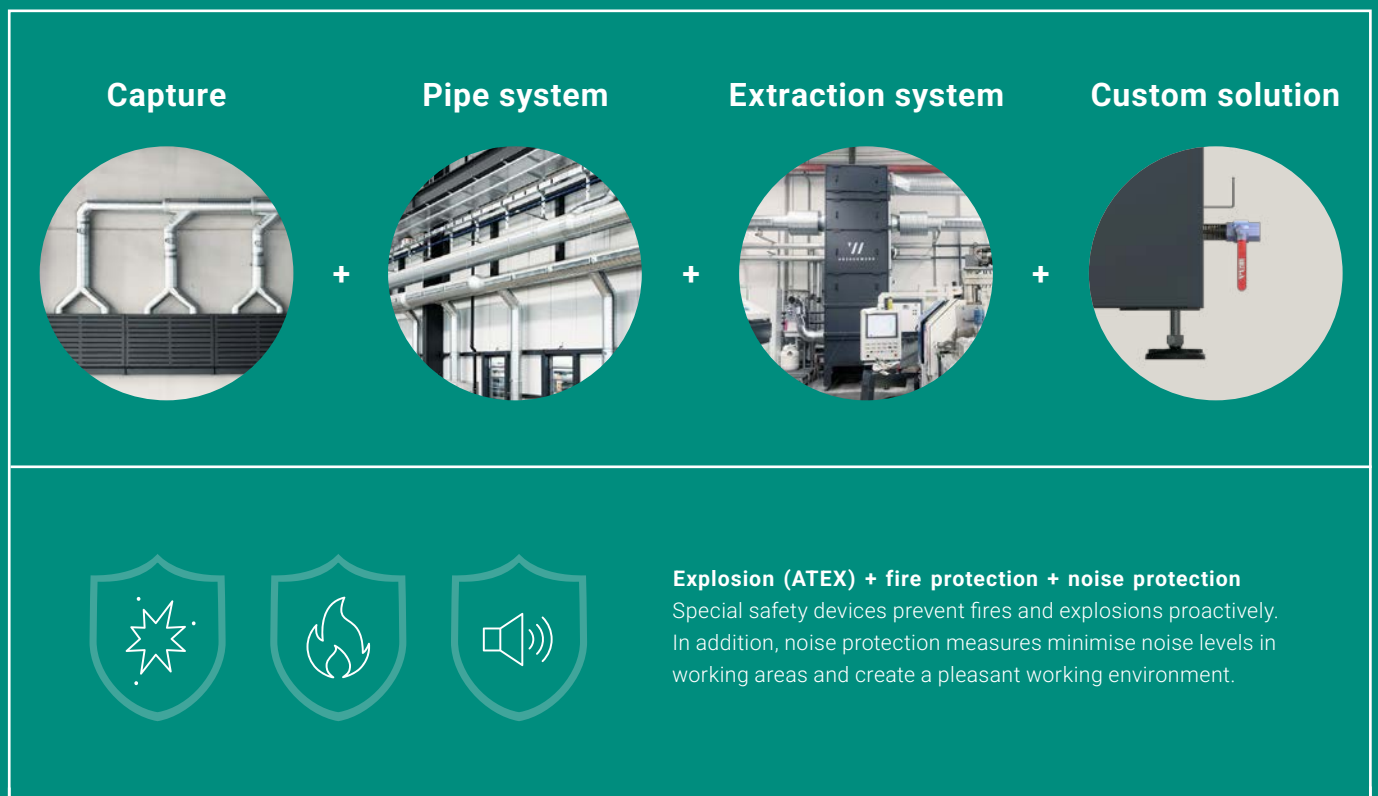 Capture
Pipe system
Extraction system
Custom solution
+
+
+
Explosion (ATEX) + fire protection + noise protection
Special safety devices prevent fires and explosions proactively.
In addition, noise protection measures minimise noise levels in
working areas and create a pleasant working environment.